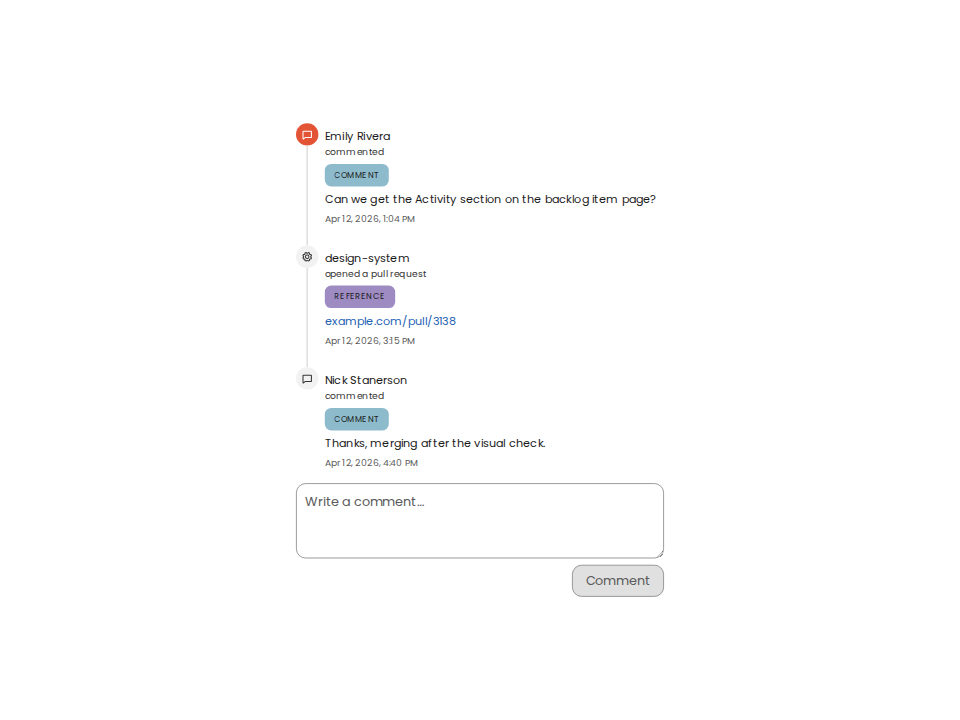 Emily Rivera
commented
COMMENT
Can we get the Activity section on the backlog item page?
Apr 12, 2026, 1:04 PM
design-system
opened a pull request
REFERENCE
example.com/pull/3138
Apr 12, 2026, 3:15 PM
Nick Stanerson
commented
COMMENT
Thanks, merging after the visual check.
Apr 12, 2026, 4:40 PM
Write a comment...
Comment